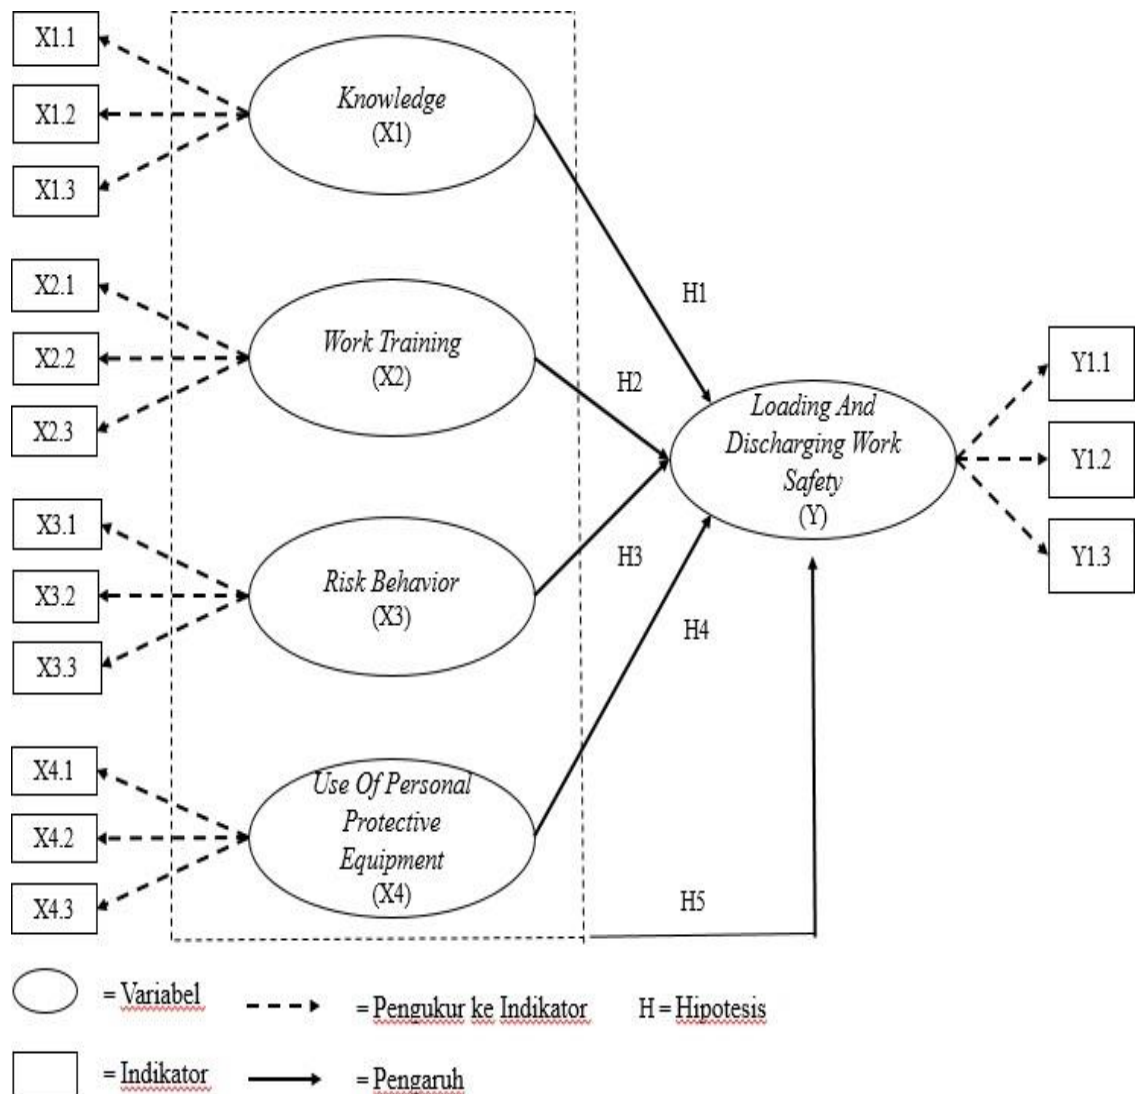 X1.1
X1.2
X1.3
Knowledge
(X1)
X2.1
X2.2
X2.3
Work Training
(X2)
X3.1
X3.2
X3.3
Risk Behavior
(X3)
X4.1
X4.2
X4.3
Use Of Personal
Protective
Equipment
(X4)
H1
H2
H3
H4
H5
Loading And
Discharging Work
Safety
(Y)
Y1.1
Y1.2
Y1.3
= Variabel
= Pengukur ke Indikator
H = Hipotesis
= Indikator
= Pengaruh